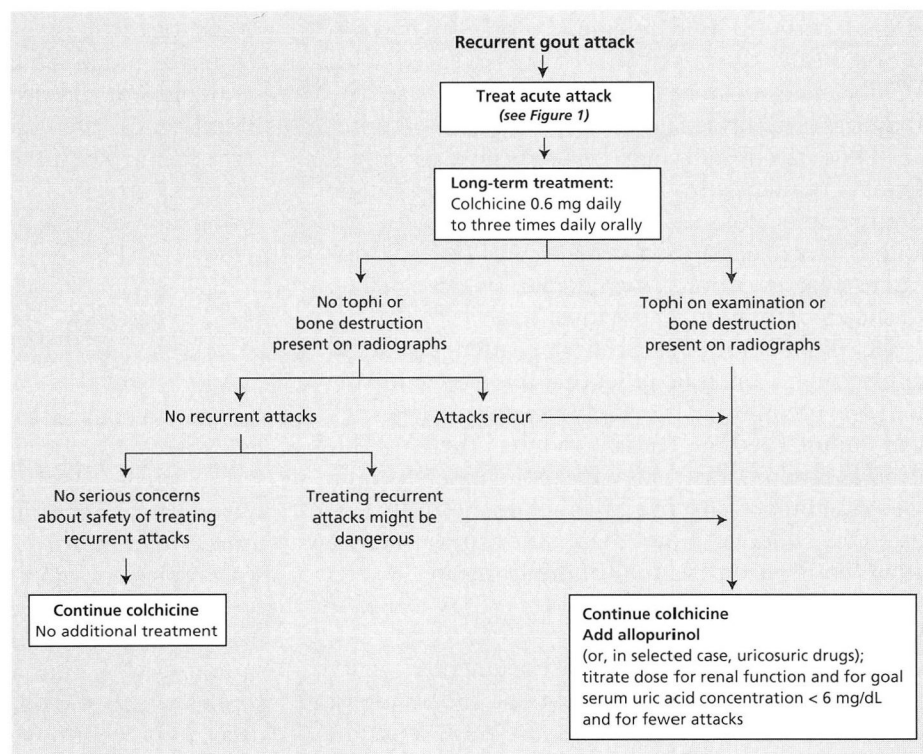 Recurrent gout attack
Treat acute attack
(see Figure 1)
Long-term treatment:
Colchicine 0.6 mg daily
to three times daily orally
No tophi or
bone destruction
present on radiographs
Tophi on examination or
bone destruction
present on radiographs
No recurrent attacks
Attacks recur
No serious concerns
about safety of treating
recurrent attacks
Treating recurrent
attacks might be
dangerous
Continue colchicine
No additional treatment
Continue colchicine
Add allopurinol
(or, in selected case, uricosuric drugs);
titrate dose for renal function and for goal
serum uric acid concentration < 6 mg/dL
and for fewer attacks